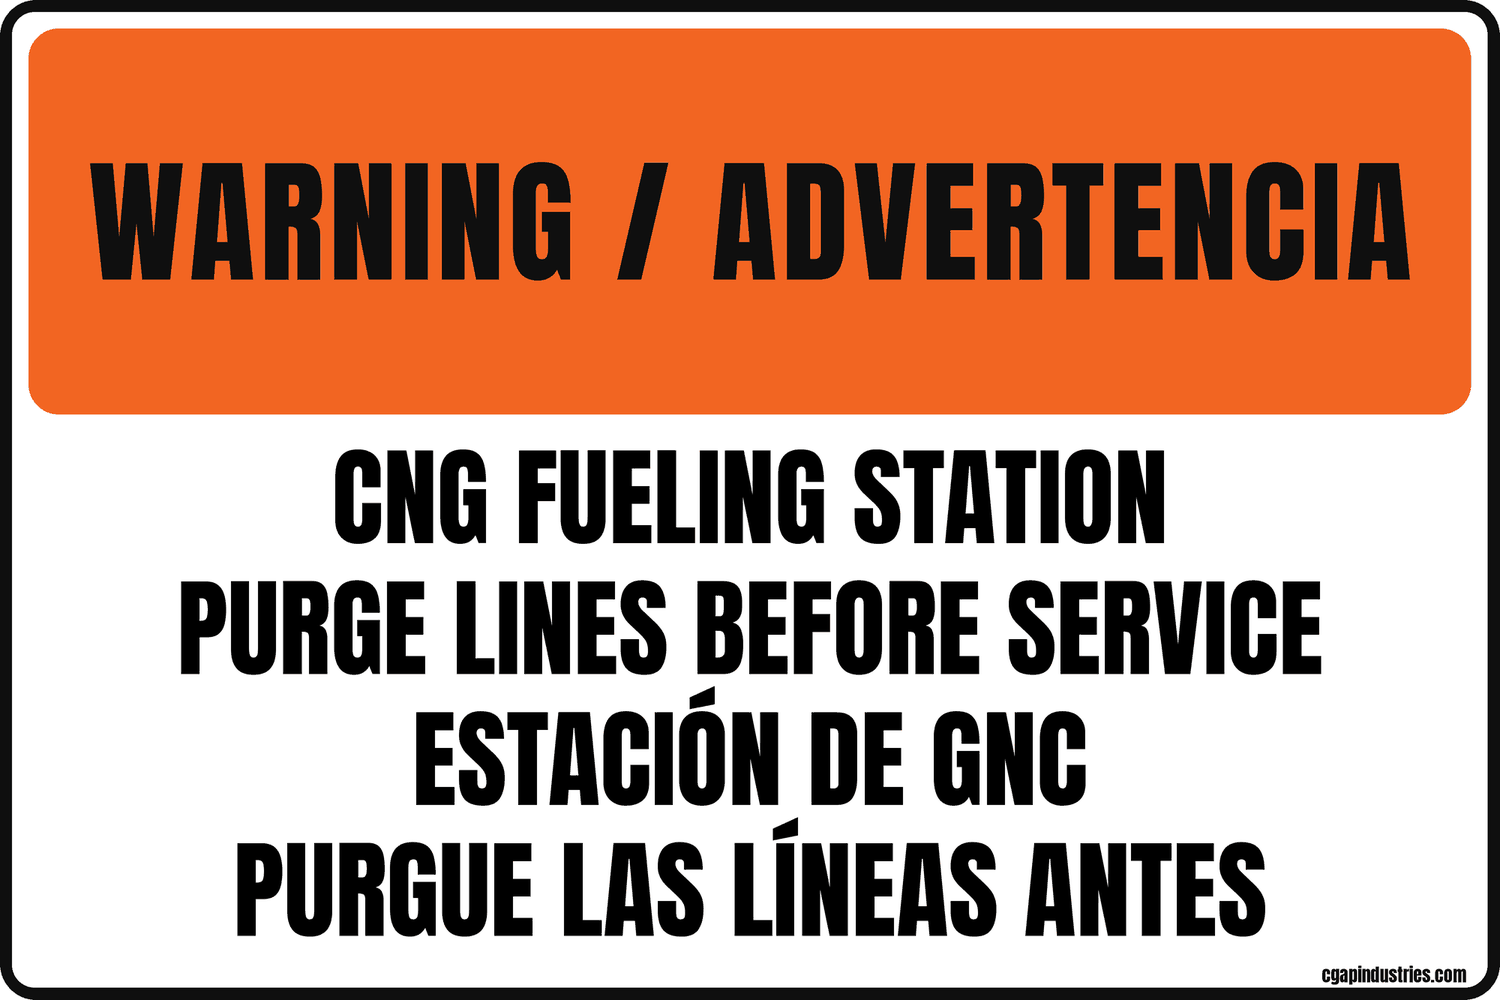 WARNING / ADVERTENCIA
CNG FUELING STATION
PURGE LINES BEFORE SERVICE
ESTACIÓN DE GNC
PURGUE LAS LÍNEAS ANTES
cgapindustries.com